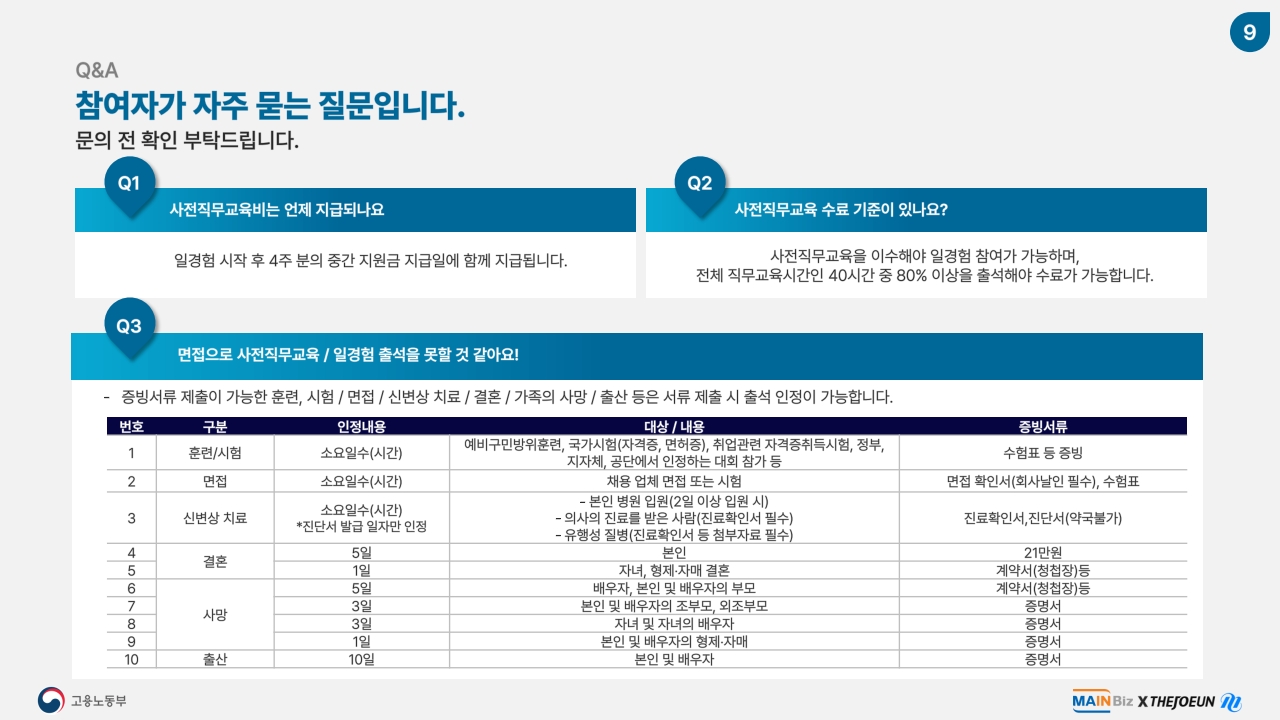 9
Q&A
참여자가 자주 묻는 질문입니다.
문의 전 확인 부탁드립니다.
Q1
사전직무교육비는 언제 지급되나요
일경험 시작 후 4주 분의 중간 지원금 지급일에 함께 지급됩니다.
Q2
사전직무교육 수료 기준이 있나요?
사전직무교육을 이수해야 일경험 참여가 가능하며,
전체 직무교육시간인 40시간 중 80% 이상을 출석해야 수료가 가능합니다.
Q3
면접으로 사전직무교육 / 일경험 출석을 못할 것 같아요!
- 증빙서류 제출이 가능한 훈련, 시험 / 면접 / 신변상 치료 / 결혼 / 가족의 사망 / 출산 등은 서류 제출 시 출석 인정이 가능합니다.
번호 구분 인정내용 대상 / 내용 증빙서류
1 훈련/시험 소요일수(시간) 예비구민방위훈련, 국가시험(자격증, 면허증), 취업관련 자격증취득시험, 정부,
지자체, 공단에서 인정하는 대회 참가 등 수험표 등 증빙
2 면접 소요일수(시간) 채용 업체 면접 또는 시험 면접 확인서(회사날인 필수), 수험표
3 신변상 치료 소요일수(시간)
*진단서 발급 일자만 인정
- 본인 병원 입원(2일 이상 입원 시)
- 의사의 진료를 받은 사람(진료확인서 필수)
- 유행성 질병(진료확인서 등 첨부자료 필수)
진료확인서,진단서(약국불가)
4 결혼 5일 본인 21만원
5 1일 자녀, 형제·자매 결혼 계약서(청첩장)등
6 사망 5일 배우자, 본인 및 배우자의 부모 계약서(청첩장)등
7 3일 본인 및 배우자의 조부모, 외조부모 증명서
8 3일 자녀 및 자녀의 배우자 증명서
9 1일 본인 및 배우자의 형제·자매 증명서
10 출산 10일 본인 및 배우자 증명서
고용노동부
MAINBiz X THEJOEUN